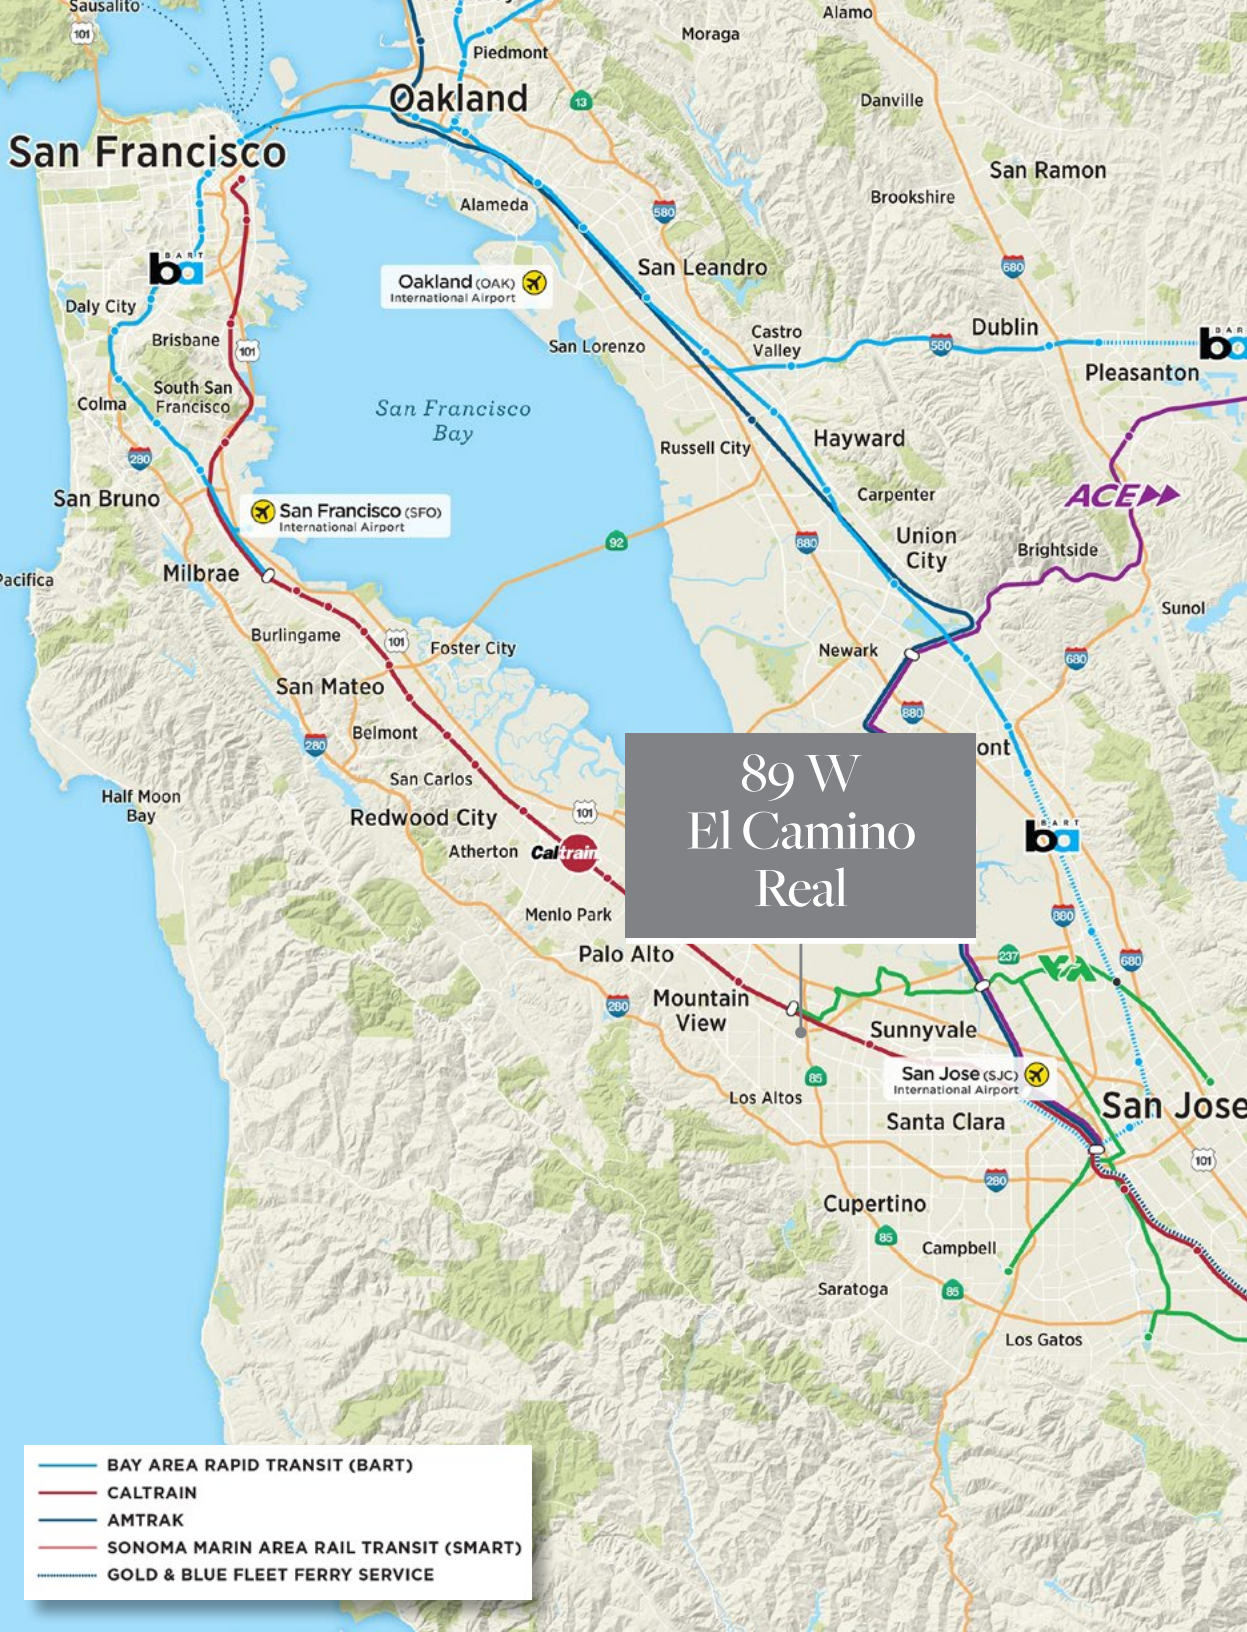 Sausalito
101
Piedmont
Moraga
Alamo
Oakland
13
Danville
San Francisco
San Ramon
Brookshire
Alameda
580
BART
ba
Oakland (OAK)
International Airport
San Leandro
680
Daly City
Brisbane
101
San Lorenzo
Castro
Valley
580
Dublin
BAR
ba
Pleasanton
South San
Francisco
Colma
San Francisco
Bay
280
Russell City
Hayward
San Bruno
San Francisco (SFO)
International Airport
Carpenter
ACE
92
880
Union
City
Brightside
Pacifica
Milbrae
Sunol
Burlingame
101
Foster City
Newark
680
San Mateo
880
Belmont
280
ont
San Carlos
Half Moon
Bay
Redwood City
101
Atherton
Caltrain
89 W
El Camino
Real
BART
ba
Menlo Park
880
Palo Alto
237
VTA
680
280
Mountain
View
Sunnyvale
85
San Jose (SJC)
International Airport
Los Altos
Santa Clara
San Jose
101
280
Cupertino
85
Campbell
Saratoga
85
Los Gatos
BAY AREA RAPID TRANSIT (BART)
CALTRAIN
AMTRAK
SONOMA MARIN AREA RAIL TRANSIT (SMART)
GOLD & BLUE FLEET FERRY SERVICE